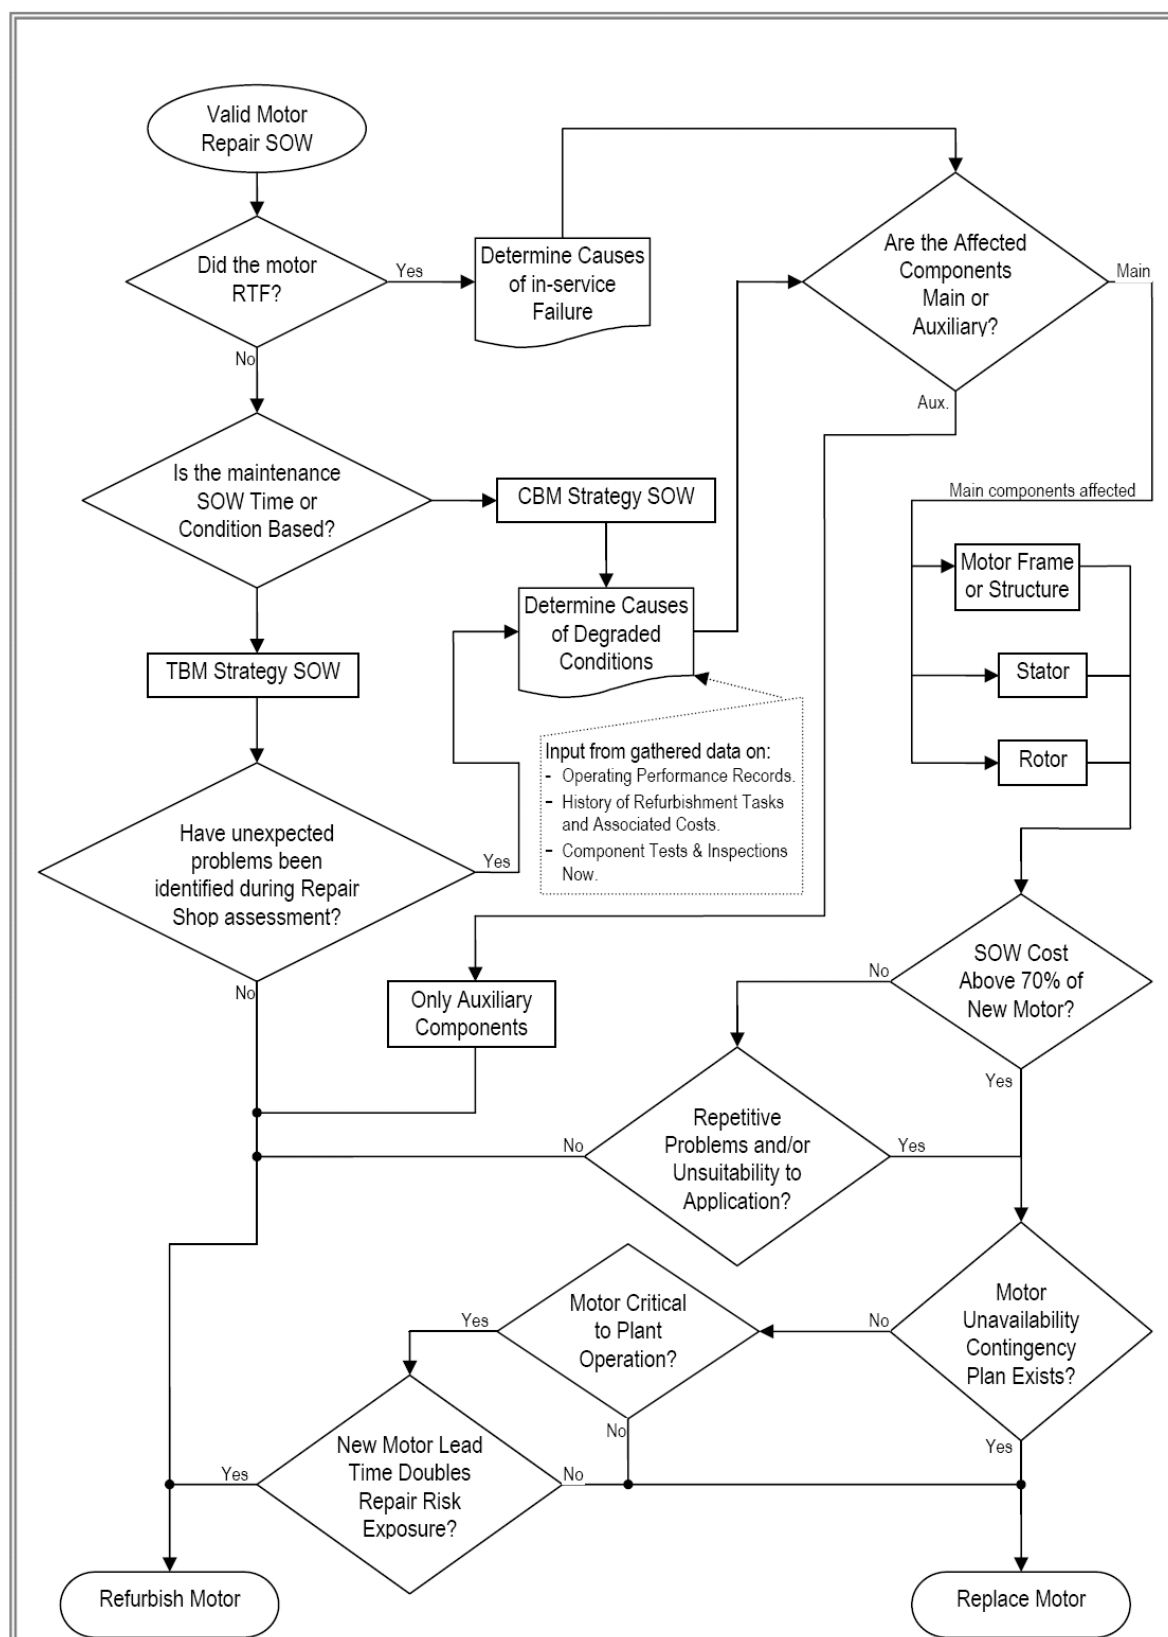 Valid Motor
Repair SOW
Did the motor
RTF?
Yes
No
Determine Causes
of in-service
Failure
Are the Affected
Components
Main or
Auxiliary?
Main
Aux.
Is the maintenance
SOW Time or
Condition Based?
CBM Strategy SOW
Main components affected
Motor Frame
or Structure
Determine Causes
of Degraded
Conditions
TBM Strategy SOW
Stator
Rotor
Input from gathered data on:
- Operating Performance Records.
- History of Refurbishment Tasks
and Associated Costs.
- Component Tests & Inspections
Now.
Have unexpected
problems been
identified during Repair
Shop assessment?
Yes
No
Only Auxiliary
Components
SOW Cost
Above 70% of
New Motor?
No
Yes
Repetitive
Problems and/or
Unsuitability to
Application?
No
Yes
Motor
Unavailability
Contingency
Plan Exists?
No
Yes
Motor Critical
to Plant
Operation?
Yes
No
New Motor Lead
Time Doubles
Repair Risk
Exposure?
Yes
No
Refurbish Motor
Replace Motor